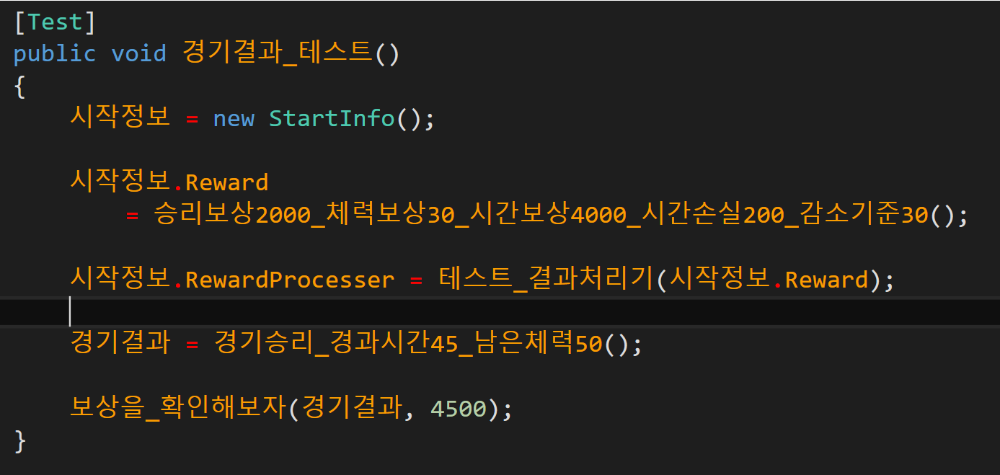 [Test]
public void 경기결과_테스트()
{
시작정보 = new StartInfo();
시작정보.Reward
= 승리보상2000_체력보상30_시간보상4000_시간손실200_감소기준30();
시작정보.RewardProcesser = 테스트_결과처리기(시작정보.Reward);
경기결과 = 경기승리_경과시간45_남은체력50();
보상을_확인해보자(경기결과, 4500);
}